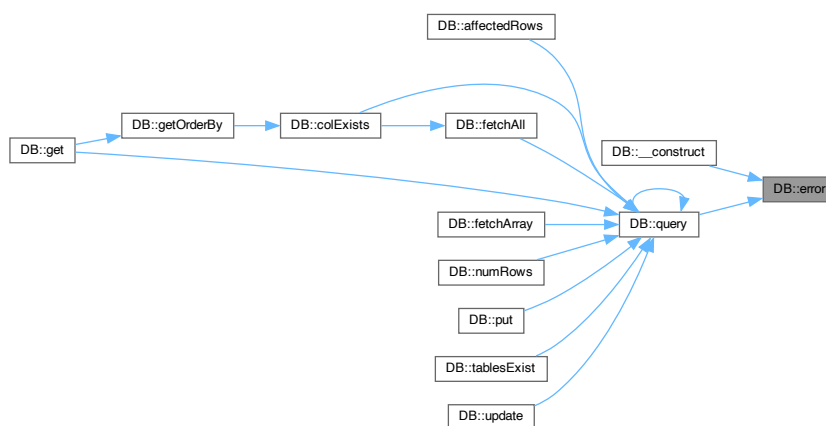 DB::affectedRows
DB::getOrderBy
DB::colExists
DB::fetchAll
DB::get
DB::__construct
DB::error
DB::fetchArray
DB::query
DB::numRows
DB::put
DB::tablesExist
DB::update